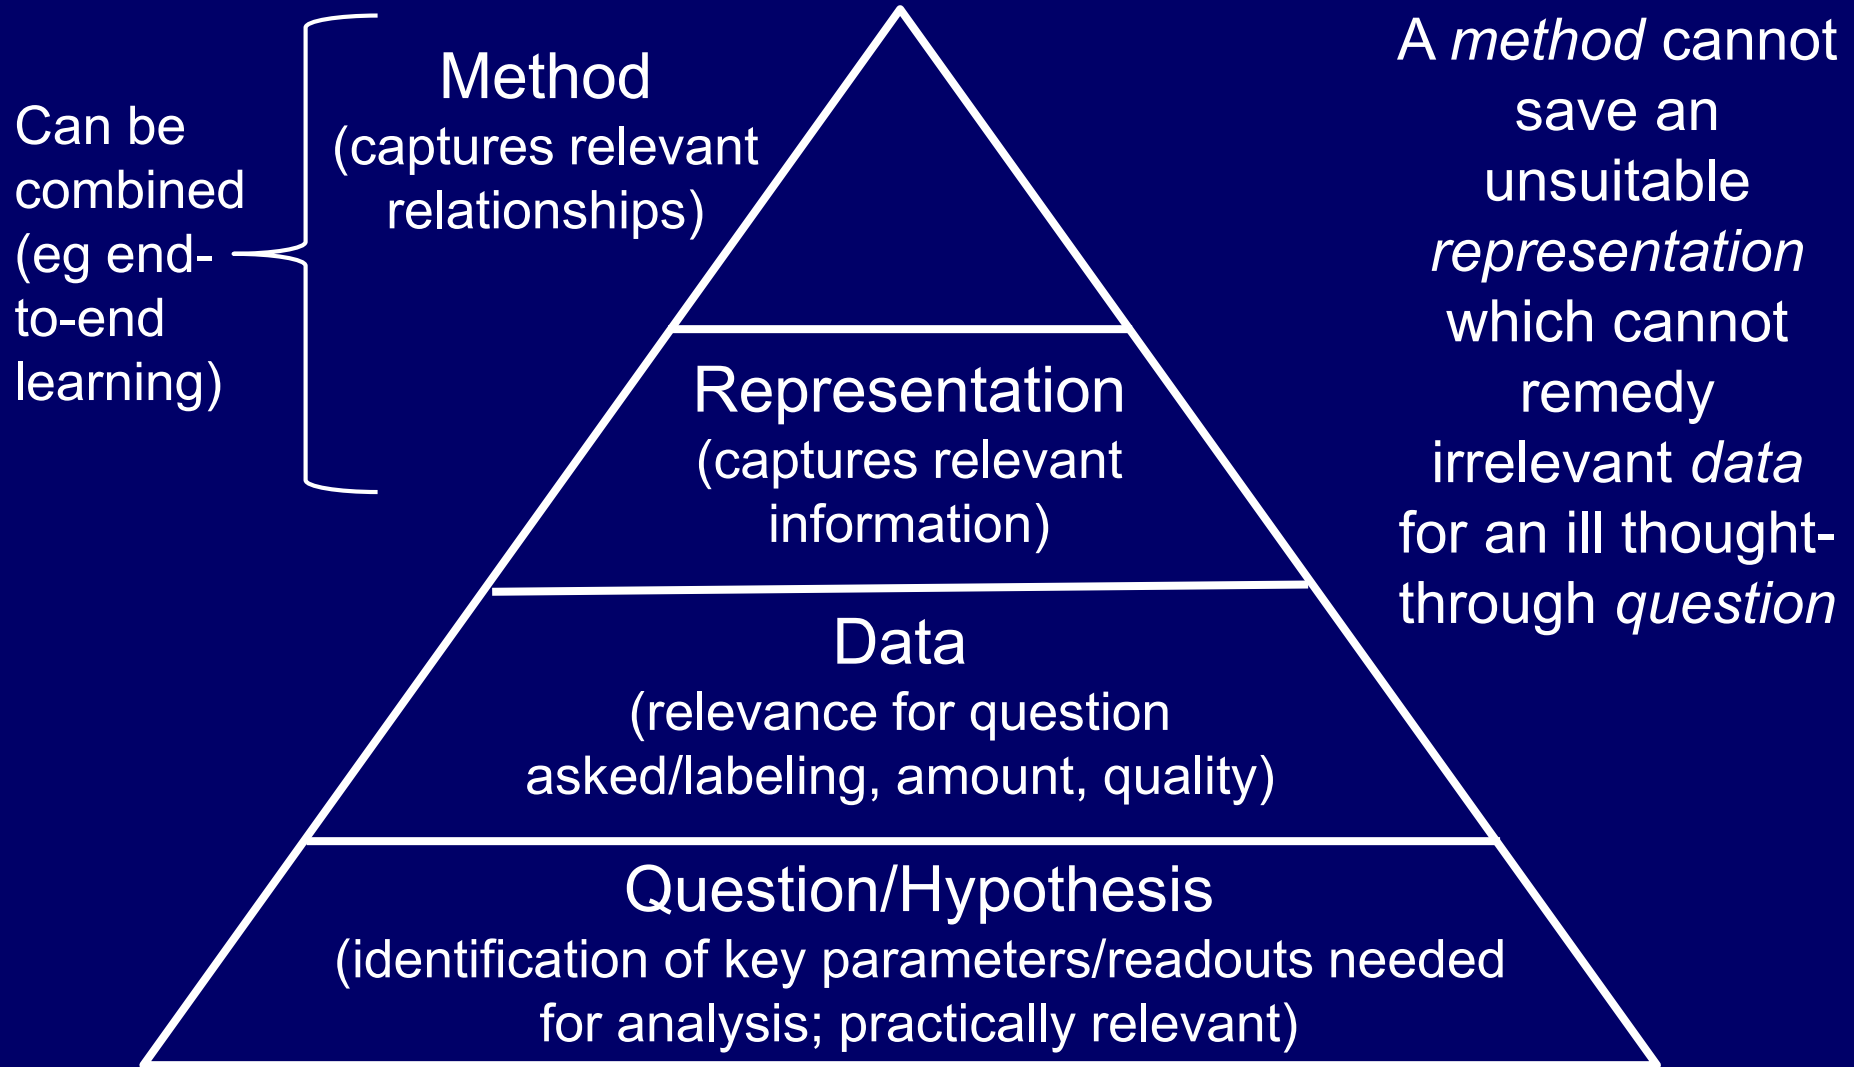 Can be
combined
(eg end-
to-end
learning)
Method
(captures relevant
relationships)
Representation
(captures relevant
information)
Data
(relevance for question
asked/labeling, amount, quality)
Question/Hypothesis
(identification of key parameters/readouts needed
for analysis; practically relevant)
A method cannot
save an
unsuitable
representation
which cannot
remedy
irrelevant data
for an ill thought-
through question